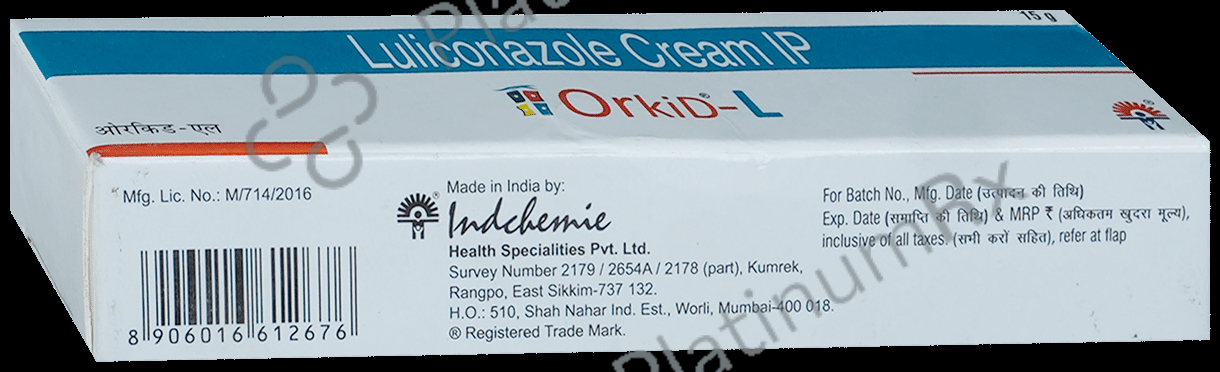 15 g
Luliconazole Cream IP
OrkiD®-L
ओरकिड-एल
Mfg. Lic. No.: M/714/2016
Made in India by:
Indchemie
Health Specialities Pvt. Ltd.
Survey Number 2179 / 2654A / 2178 (part), Kumrek,
Rangpo, East Sikkim-737 132.
H.O.: 510, Shah Nahar Ind. Est., Worli, Mumbai-400 018.
® Registered Trade Mark.
For Batch No., Mfg. Date (उत्पादन की तिथि)
Exp. Date (समाप्ति की तिथि) & MRP ₹ (अधिकतम खुदरा मूल्य),
inclusive of all taxes. (सभी करों सहित), refer at flap
8 906016 612676
PlatinumRx